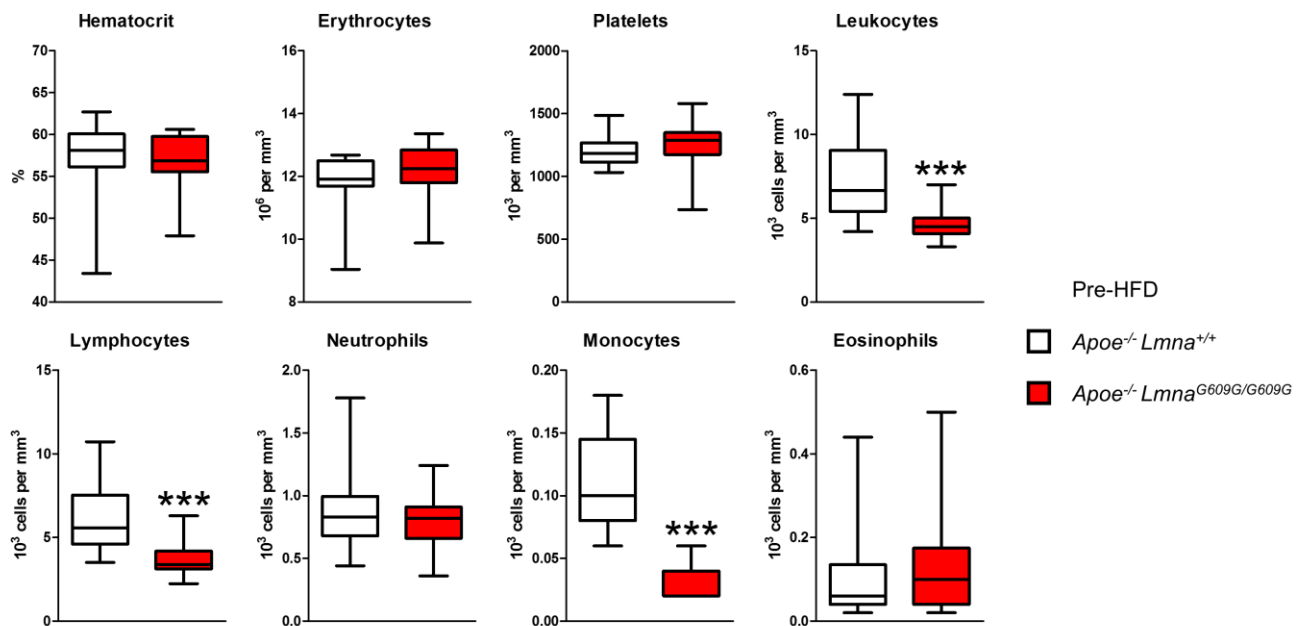 Hematocrit
Erythrocytes
Platelets
Leukocytes
70
65
60
55
50
45
40
%
16
14
12
10
8
10⁶ per mm³
2000
1500
1000
500
0
10³ per mm³
15
10
5
0
10³ cells per mm³
***
Pre-HFD
Apoe⁻/⁻ Lmna⁺/⁺
Apoe⁻/⁻ Lmna^G609G/G609G
Lymphocytes
Neutrophils
Monocytes
Eosinophils
15
10
5
0
10³ cells per mm³
***
2.0
1.5
1.0
0.5
0.0
10³ cells per mm³
0.20
0.15
0.10
0.05
0.00
10³ cells per mm³
***
0.6
0.4
0.2
0.0
10³ cells per mm³